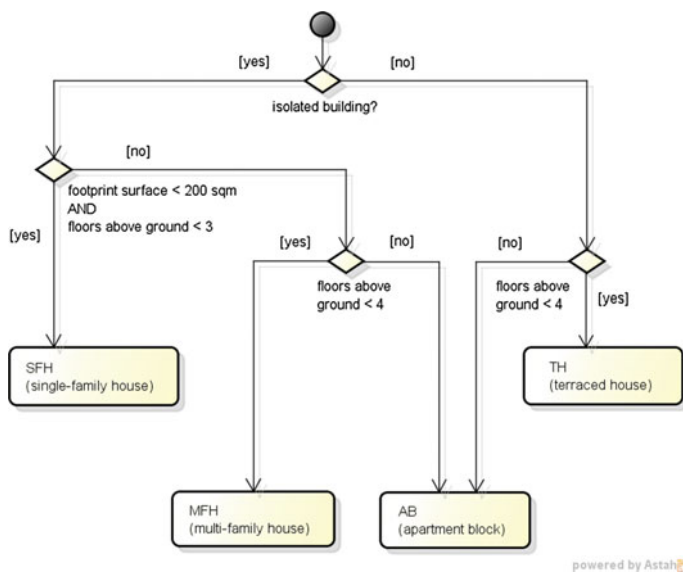 [yes]
[no]
isolated building?
[no]
footprint surface < 200 sqm
AND
floors above ground < 3
[yes]
[yes]
[no]
[no]
floors above
ground < 4
floors above
ground < 4
[yes]
SFH
(single-family house)
TH
(terraced house)
MFH
(multi-family house)
AB
(apartment block)
powered by Astah